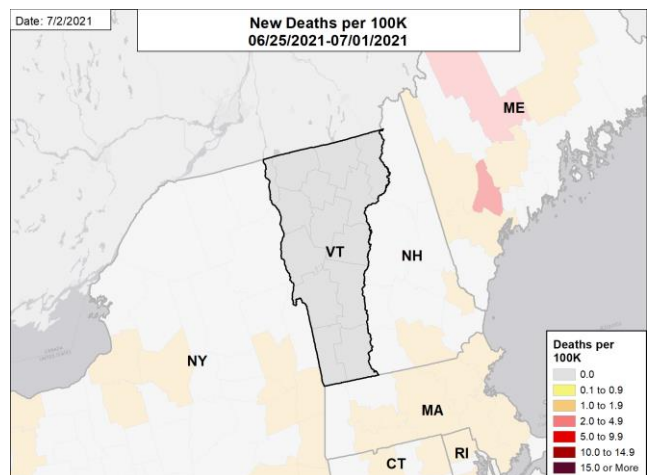 Date: 7/2/2021
New Deaths per 100K
06/25/2021-07/01/2021
ME
VT
NH
NY
MA
CT
RI
Deaths per
100K
0.0
0.1 to 0.9
1.0 to 1.9
2.0 to 4.9
5.0 to 9.9
10.0 to 14.9
15.0 or More